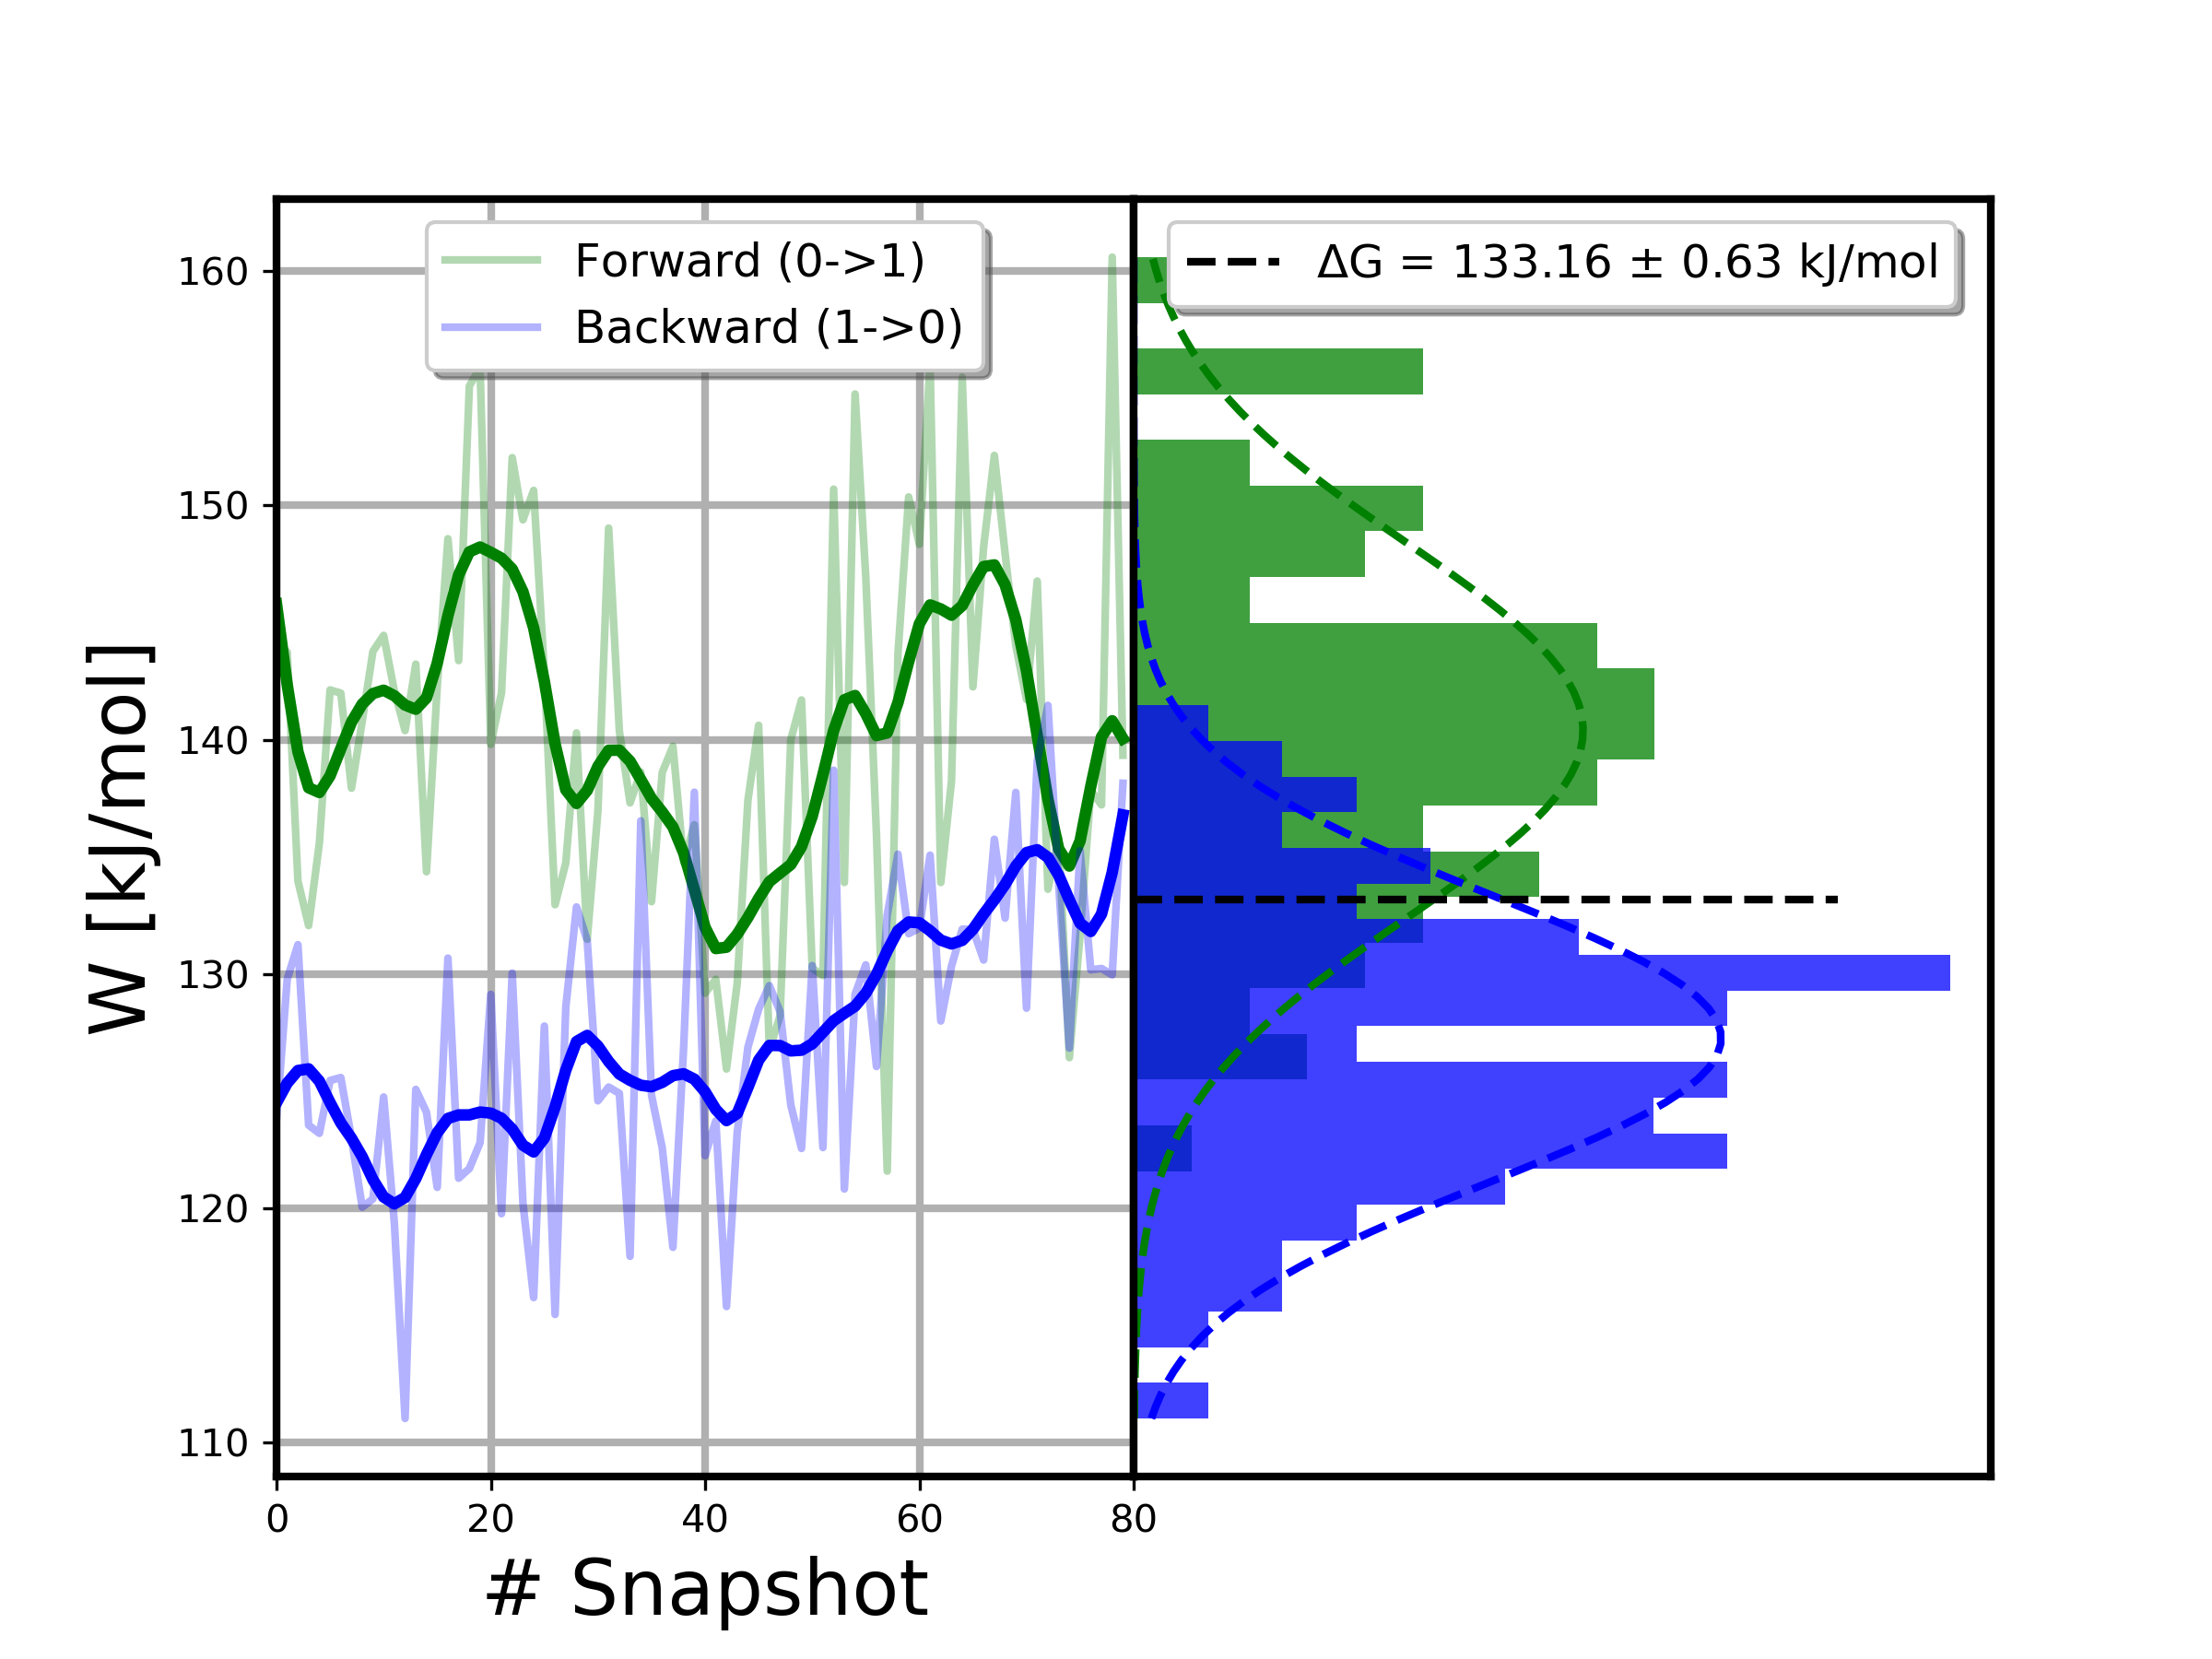 Forward (0->1)
Backward (1->0)
ΔG = 133.16 ± 0.63 kJ/mol
W [kJ/mol]
160
150
140
130
120
110
0
20
40
60
80
# Snapshot